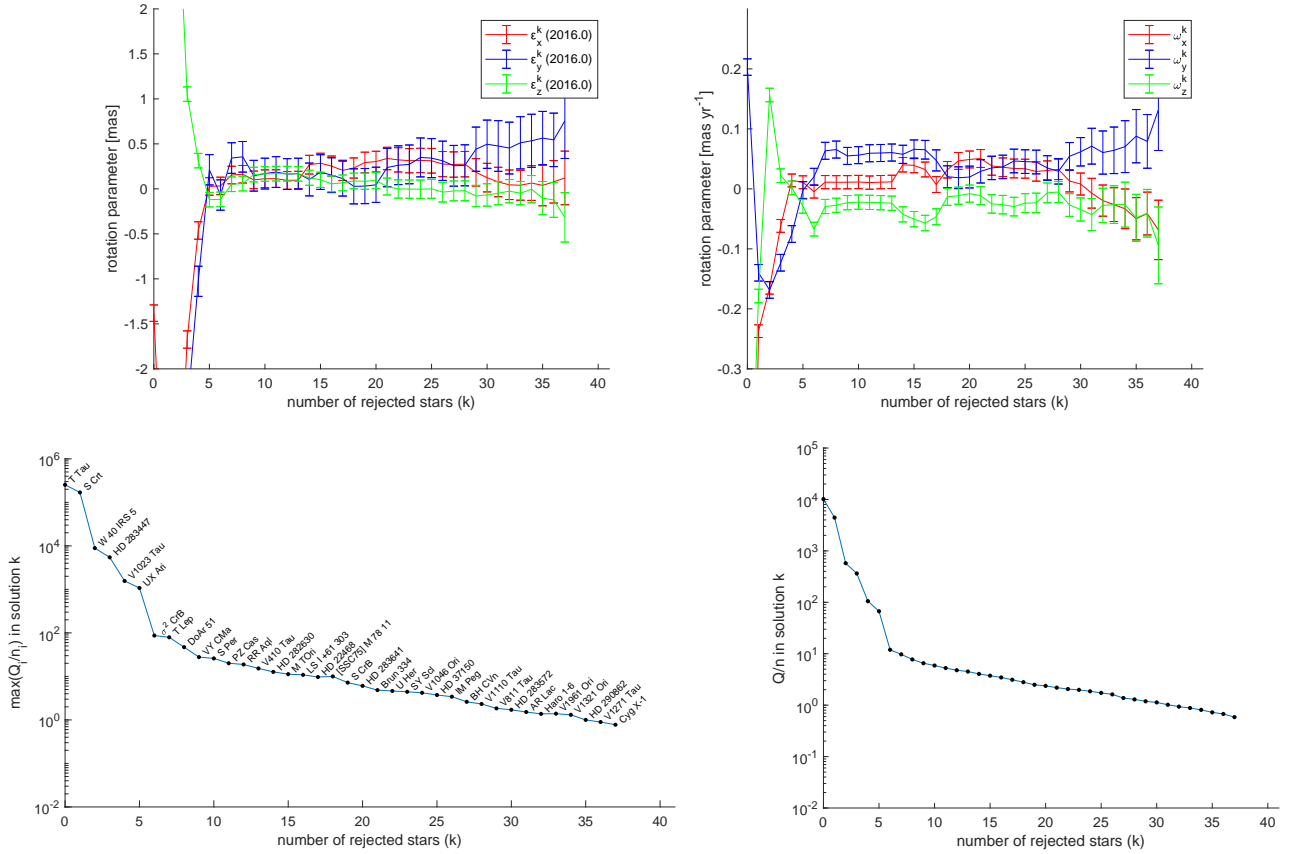 2
1.5
1
0.5
0
-0.5
-1
-1.5
-2
rotation parameter [mas]
0 5 10 15 20 25 30 35 40
number of rejected stars (k)
ε_x^k (2016.0)
ε_y^k (2016.0)
ε_z^k (2016.0)
0.2
0.1
0
-0.1
-0.2
-0.3
rotation parameter [mas yr^-1]
0 5 10 15 20 25 30 35 40
number of rejected stars (k)
ω_x^k
ω_y^k
ω_z^k
10^6
10^4
10^2
10^0
10^-2
max(Q_i/n_i) in solution k
T Tau
S Crt
W 40 IRS 5
HD 283447
V1023 Tau
UX Ari
σ^2 CrB
T Lep
DoAr 51
VY CMa
S Per
PZ Cas
RR Aql
V410 Tau
HD 282630
M TOri
LS I +61 303
HD 22468
[SSC75] M 78 11
S CrB
HD 283641
Brun 334
U Her
SY Scl
V1046 Ori
HD 37150
IM Peg
BH CVn
V1110 Tau
V811 Tau
HD 283572
AR Lac
Haro 1-6
V1961 Ori
V1321 Ori
HD 290862
V1271 Tau
Cyg X-1
0 5 10 15 20 25 30 35 40
number of rejected stars (k)
10^5
10^4
10^3
10^2
10^1
10^0
10^-1
10^-2
Q/n in solution k
0 5 10 15 20 25 30 35 40
number of rejected stars (k)